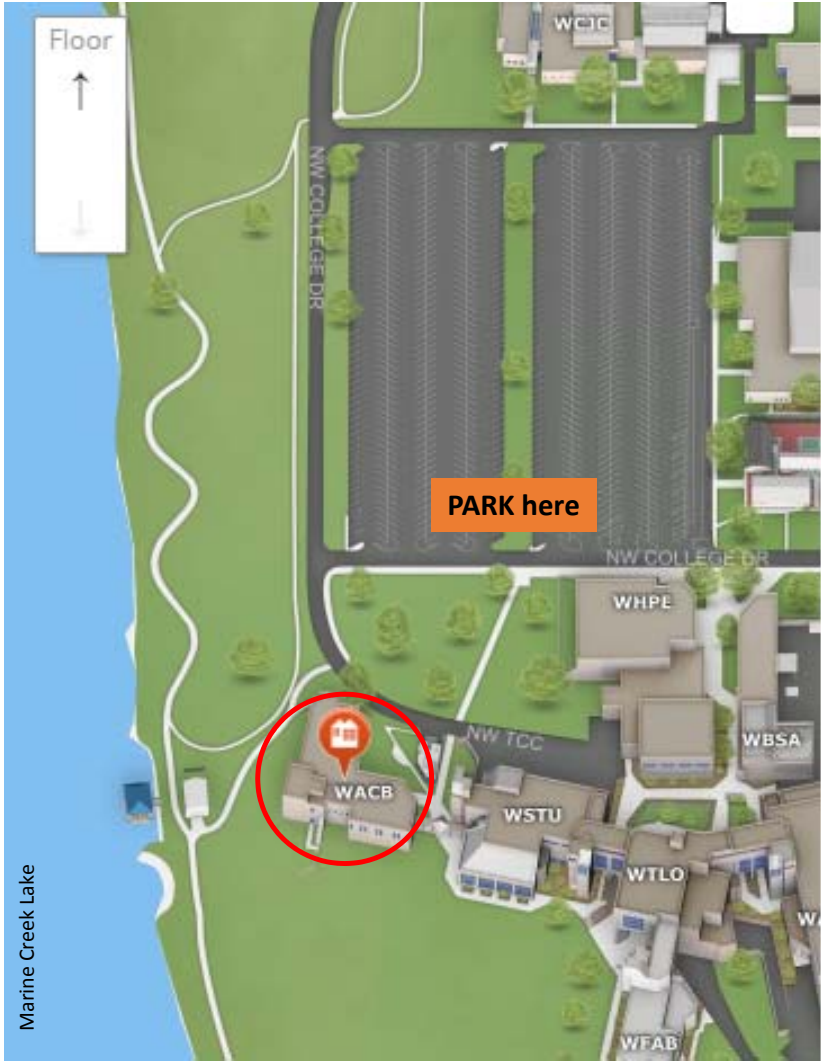 Floor
WCJC
NW COLLEGE DR
PARK here
NW COLLEGE DR
WHPE
NW TCC
WBSA
WACB
WSTU
WTLO
Marine Creek Lake
WFAB